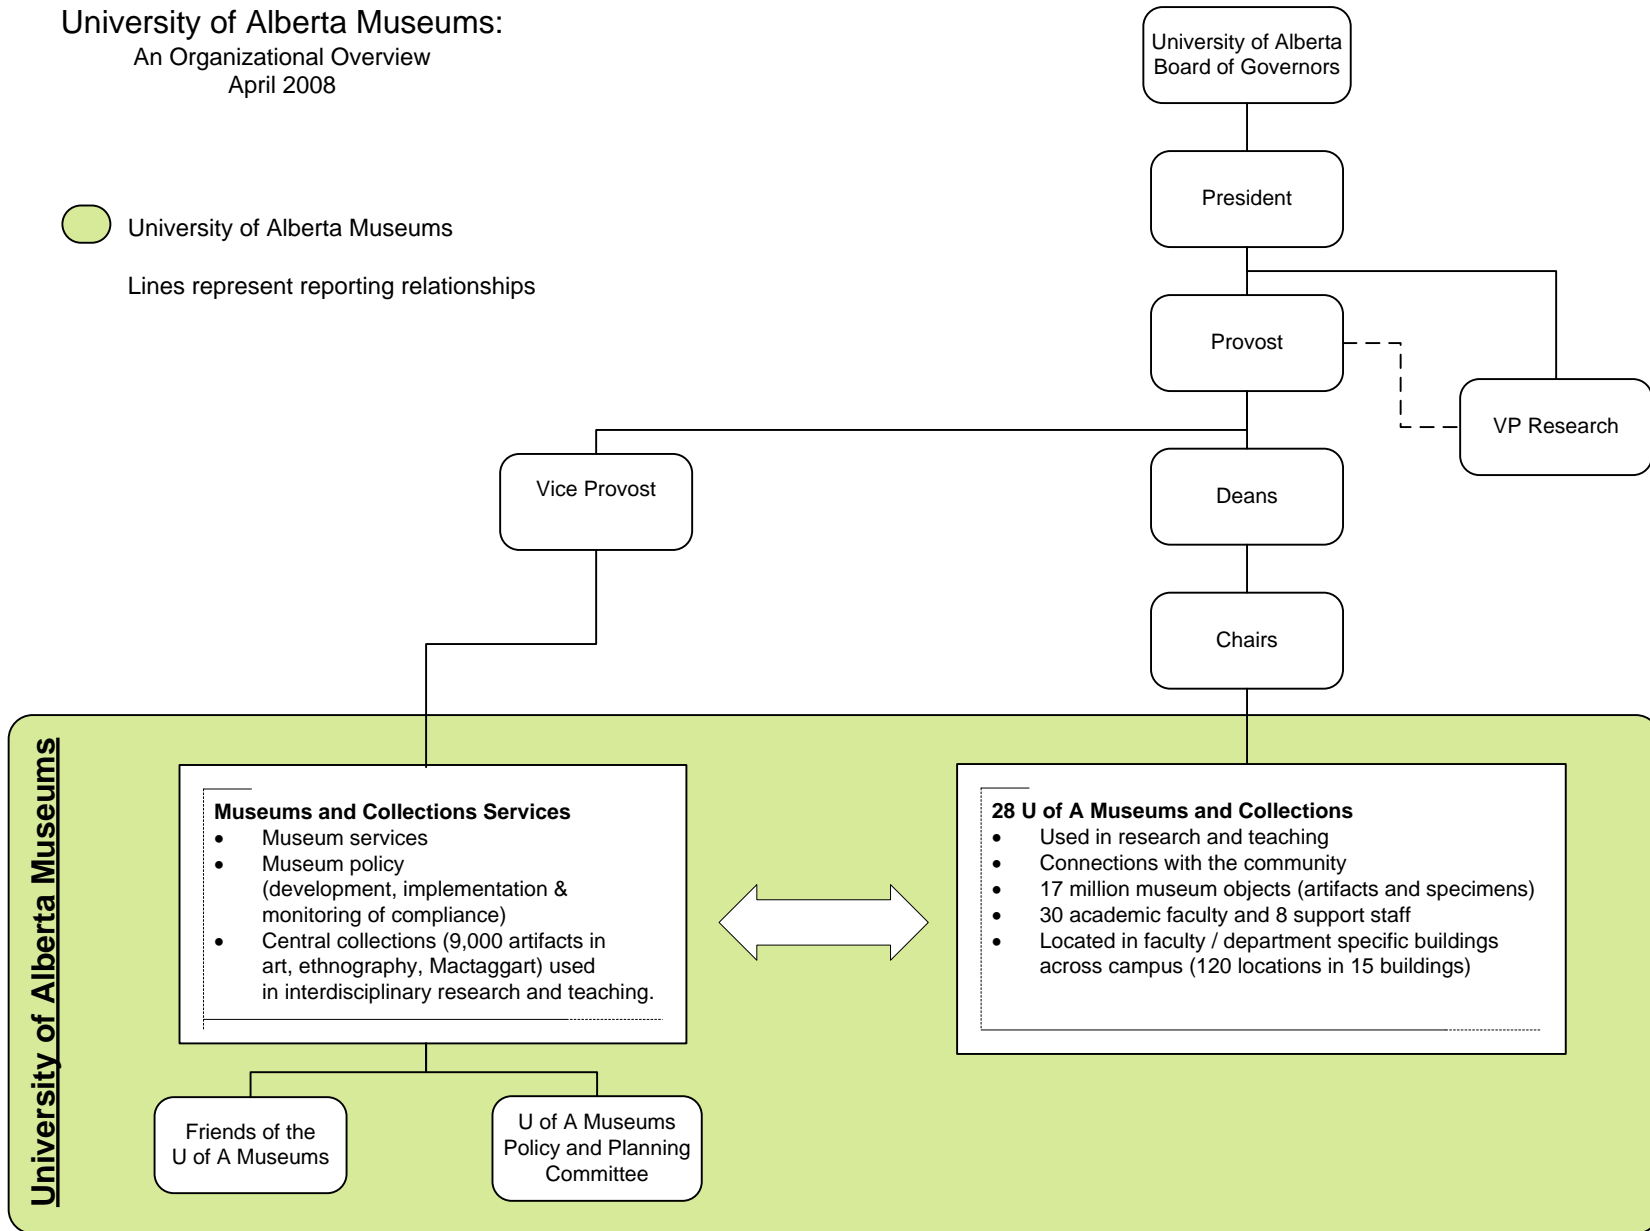 University of Alberta Museums:
An Organizational Overview
April 2008
University of Alberta Museums
Lines represent reporting relationships
University of Alberta
Board of Governors
President
Provost
VP Research
Vice Provost
Deans
Chairs
University of Alberta Museums
Museums and Collections Services
• Museum services
• Museum policy
(development, implementation &
monitoring of compliance)
• Central collections (9,000 artifacts in
art, ethnography, Mactaggart) used
in interdisciplinary research and teaching.
28 U of A Museums and Collections
• Used in research and teaching
• Connections with the community
• 17 million museum objects (artifacts and specimens)
• 30 academic faculty and 8 support staff
• Located in faculty / department specific buildings
across campus (120 locations in 15 buildings)
Friends of the
U of A Museums
U of A Museums
Policy and Planning
Committee